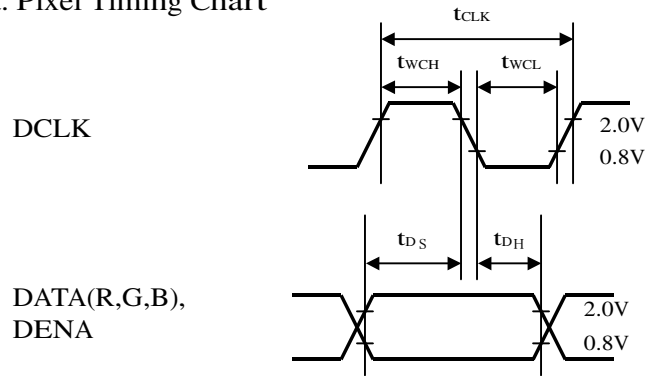 . Pixel Timing Chart
tCLK
tWCH
tWCL
DCLK
2.0V
0.8V
tDS
tDH
DATA(R,G,B),
DENA
2.0V
0.8V